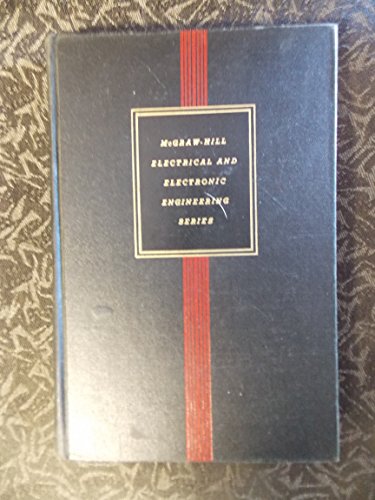 McGRAW-HILL
ELECTRICAL AND
ELECTRONIC
ENGINEERING
SERIES